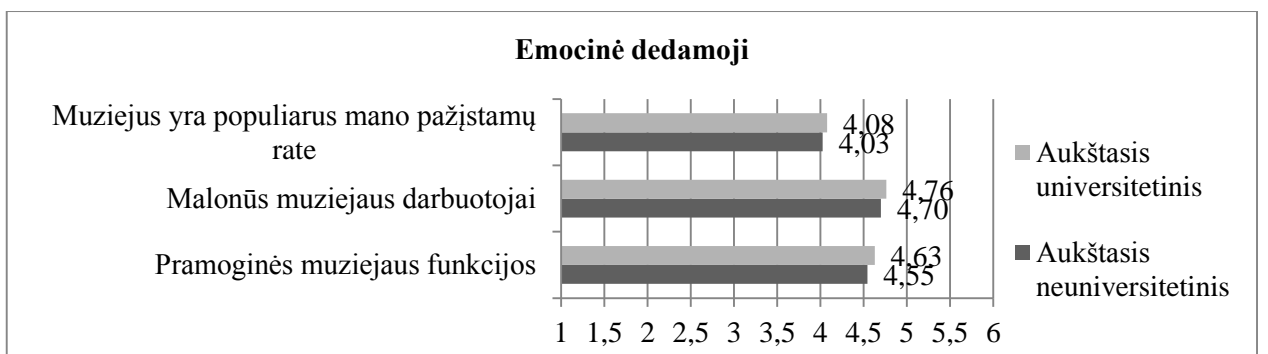 Emocinė dedamoji
Muziejus yra populiarus mano pažįstamų
rate
4,08
4,03
Malonūs muziejaus darbuotojai
4,76
4,70
Pramoginės muziejaus funkcijos
4,63
4,55
1 1,5 2 2,5 3 3,5 4 4,5 5 5,5 6
Aukštasis
universitetinis
Aukštasis
neuniversitetinis